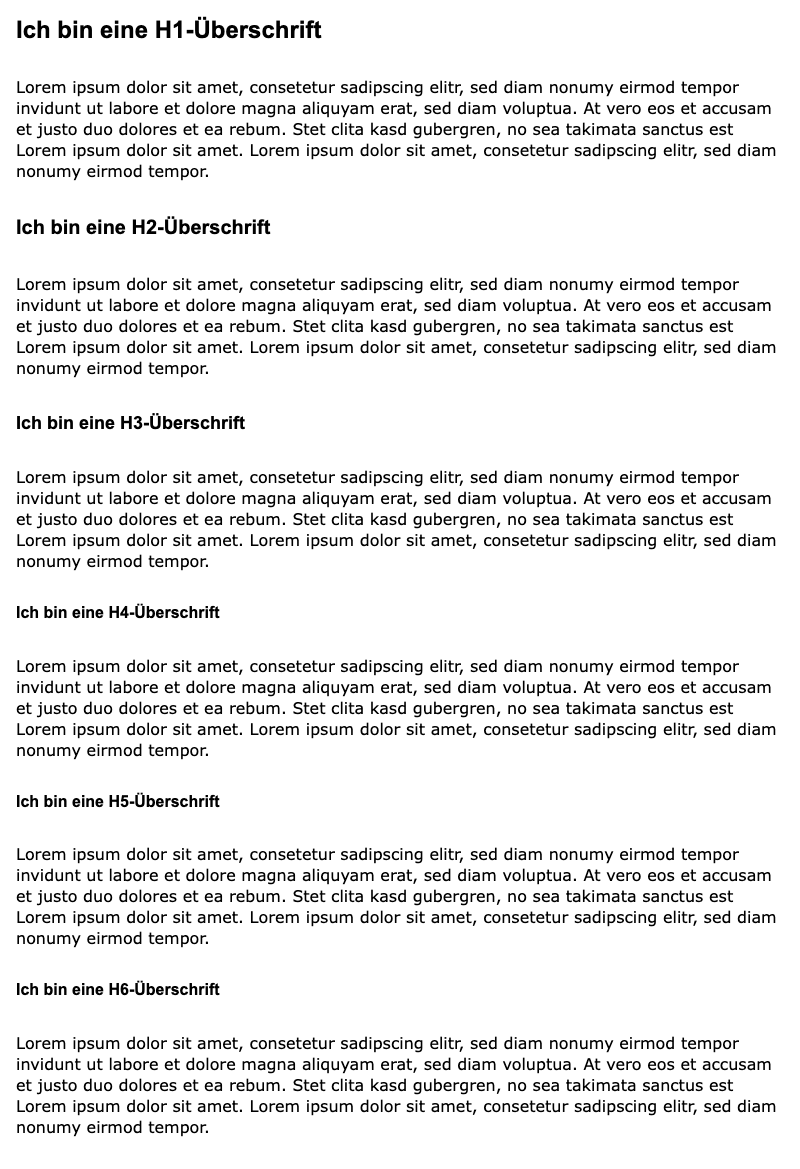 Ich bin eine H1-Überschrift
Lorem ipsum dolor sit amet, consetetur sadipscing elitr, sed diam nonumy eirmod tempor
invidunt ut labore et dolore magna aliquyam erat, sed diam voluptua. At vero eos et accusam
et justo duo dolores et ea rebum. Stet clita kasd gubergren, no sea takimata sanctus est
Lorem ipsum dolor sit amet. Lorem ipsum dolor sit amet, consetetur sadipscing elitr, sed diam
nonumy eirmod tempor.
Ich bin eine H2-Überschrift
Lorem ipsum dolor sit amet, consetetur sadipscing elitr, sed diam nonumy eirmod tempor
invidunt ut labore et dolore magna aliquyam erat, sed diam voluptua. At vero eos et accusam
et justo duo dolores et ea rebum. Stet clita kasd gubergren, no sea takimata sanctus est
Lorem ipsum dolor sit amet. Lorem ipsum dolor sit amet, consetetur sadipscing elitr, sed diam
nonumy eirmod tempor.
Ich bin eine H3-Überschrift
Lorem ipsum dolor sit amet, consetetur sadipscing elitr, sed diam nonumy eirmod tempor
invidunt ut labore et dolore magna aliquyam erat, sed diam voluptua. At vero eos et accusam
et justo duo dolores et ea rebum. Stet clita kasd gubergren, no sea takimata sanctus est
Lorem ipsum dolor sit amet. Lorem ipsum dolor sit amet, consetetur sadipscing elitr, sed diam
nonumy eirmod tempor.
Ich bin eine H4-Überschrift
Lorem ipsum dolor sit amet, consetetur sadipscing elitr, sed diam nonumy eirmod tempor
invidunt ut labore et dolore magna aliquyam erat, sed diam voluptua. At vero eos et accusam
et justo duo dolores et ea rebum. Stet clita kasd gubergren, no sea takimata sanctus est
Lorem ipsum dolor sit amet. Lorem ipsum dolor sit amet, consetetur sadipscing elitr, sed diam
nonumy eirmod tempor.
Ich bin eine H5-Überschrift
Lorem ipsum dolor sit amet, consetetur sadipscing elitr, sed diam nonumy eirmod tempor
invidunt ut labore et dolore magna aliquyam erat, sed diam voluptua. At vero eos et accusam
et justo duo dolores et ea rebum. Stet clita kasd gubergren, no sea takimata sanctus est
Lorem ipsum dolor sit amet. Lorem ipsum dolor sit amet, consetetur sadipscing elitr, sed diam
nonumy eirmod tempor.
Ich bin eine H6-Überschrift
Lorem ipsum dolor sit amet, consetetur sadipscing elitr, sed diam nonumy eirmod tempor
invidunt ut labore et dolore magna aliquyam erat, sed diam voluptua. At vero eos et accusam
et justo duo dolores et ea rebum. Stet clita kasd gubergren, no sea takimata sanctus est
Lorem ipsum dolor sit amet. Lorem ipsum dolor sit amet, consetetur sadipscing elitr, sed diam
nonumy eirmod tempor.